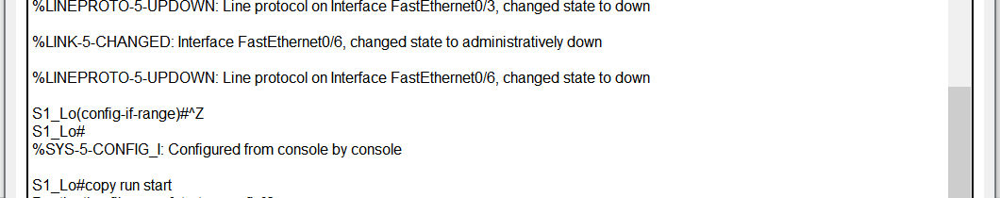 %LINEPROTO-5-UPDOWN: Line protocol on Interface FastEthernet0/3, changed state to down
%LINK-5-CHANGED: Interface FastEthernet0/6, changed state to administratively down
%LINEPROTO-5-UPDOWN: Line protocol on Interface FastEthernet0/6, changed state to down
S1_Lo(config-if-range)#^Z
S1_Lo#
%SYS-5-CONFIG_I: Configured from console by console
S1_Lo#copy run start